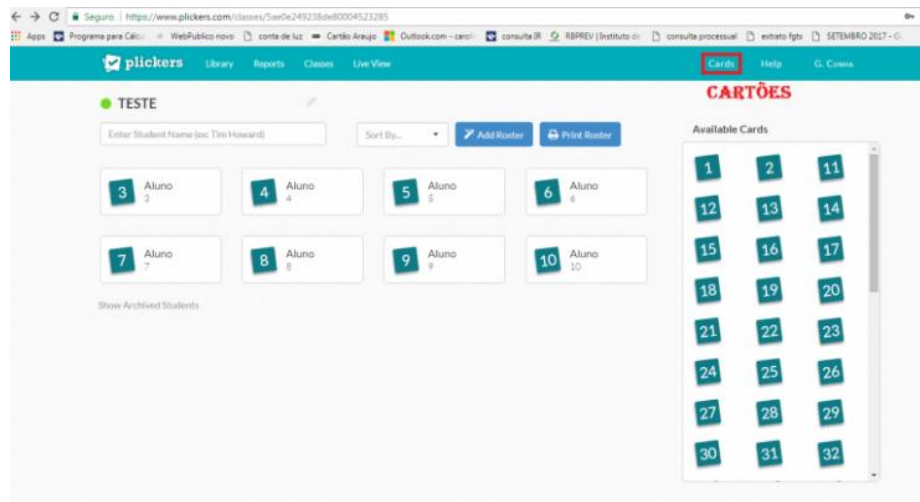 Seguro | https://www.plickers.com/classes/5ae0e249238de80004523285
Apps Programa para Cálcu WebPublico novo conta de luz Cartão Araujo Outlook.com - caroli consulta IR RBPREV | Instituto de consulta processual extrato fgts SETEMBRO 2017 - G
plickers Library Reports Classes Live View Cards Help G. Cunha
CARTÕES
TESTE
Enter Student Name (ex: Tim Howard) Sort By... Add Roster Print Roster
Available Cards
3 Aluno 3
4 Aluno 4
5 Aluno 5
6 Aluno 6
7 Aluno 7
8 Aluno 8
9 Aluno 9
10 Aluno 10
Show Archived Students
1 2 11
12 13 14
15 16 17
18 19 20
21 22 23
24 25 26
27 28 29
30 31 32